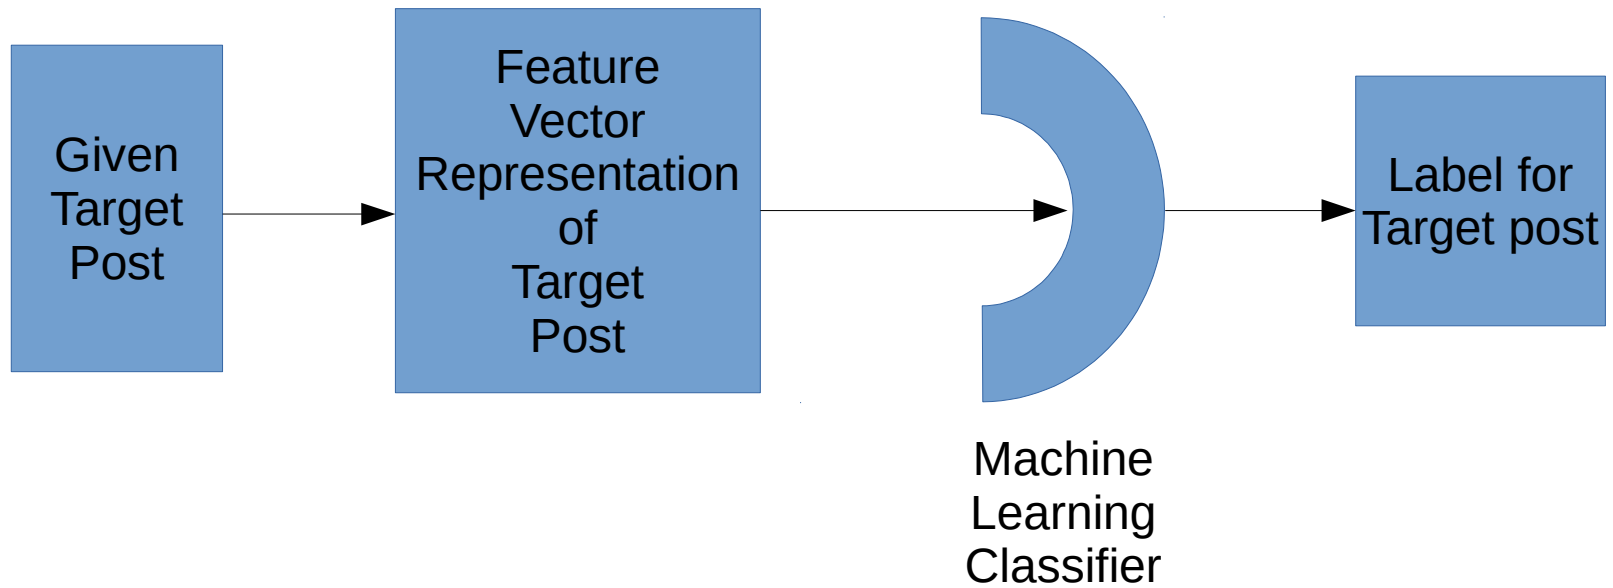 Given
Target
Post
Feature
Vector
Representation
of
Target
Post
Machine
Learning
Classifier
Label for
Target post